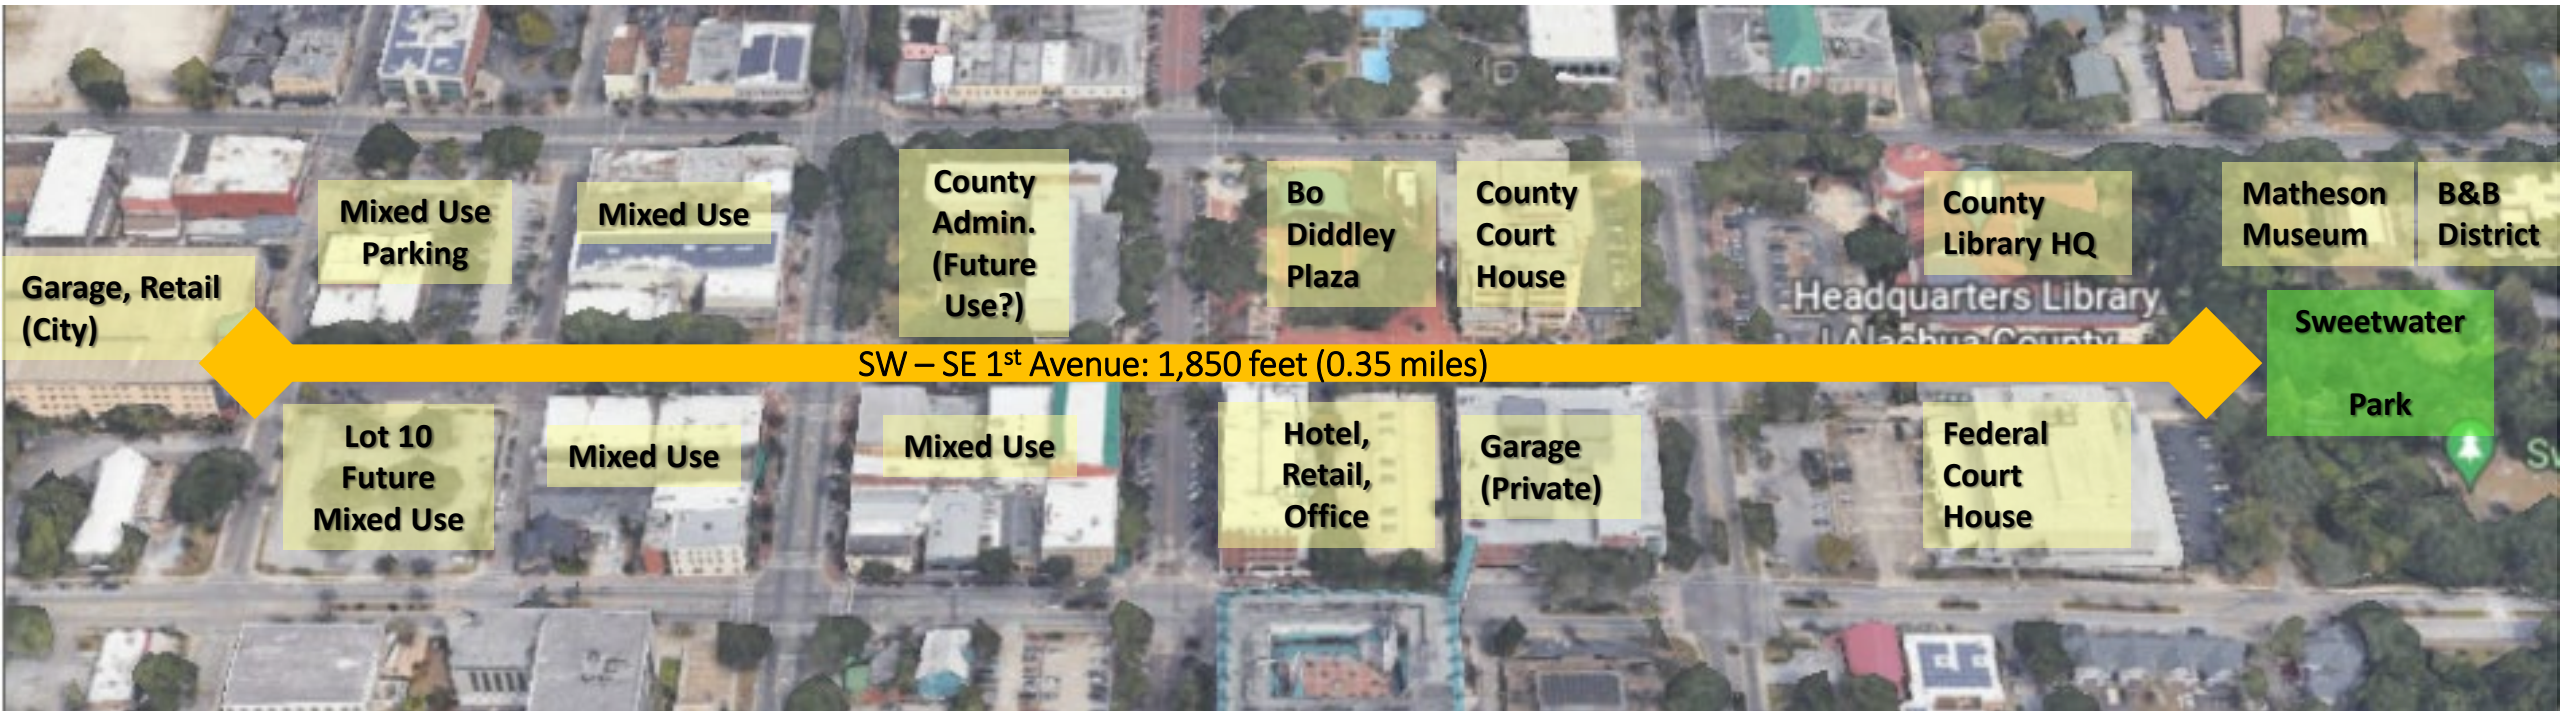 Mixed Use
Parking
Mixed Use
County
Admin.
(Future
Use?)
Bo
Diddley
Plaza
County
Court
House
County
Library HQ
Matheson
Museum
B&B
District
Garage, Retail
(City)
Headquarters Library
Alachua County
Sweetwater
Park
SW – SE 1st Avenue: 1,850 feet (0.35 miles)
Lot 10
Future
Mixed Use
Mixed Use
Mixed Use
Hotel,
Retail,
Office
Garage
(Private)
Federal
Court
House